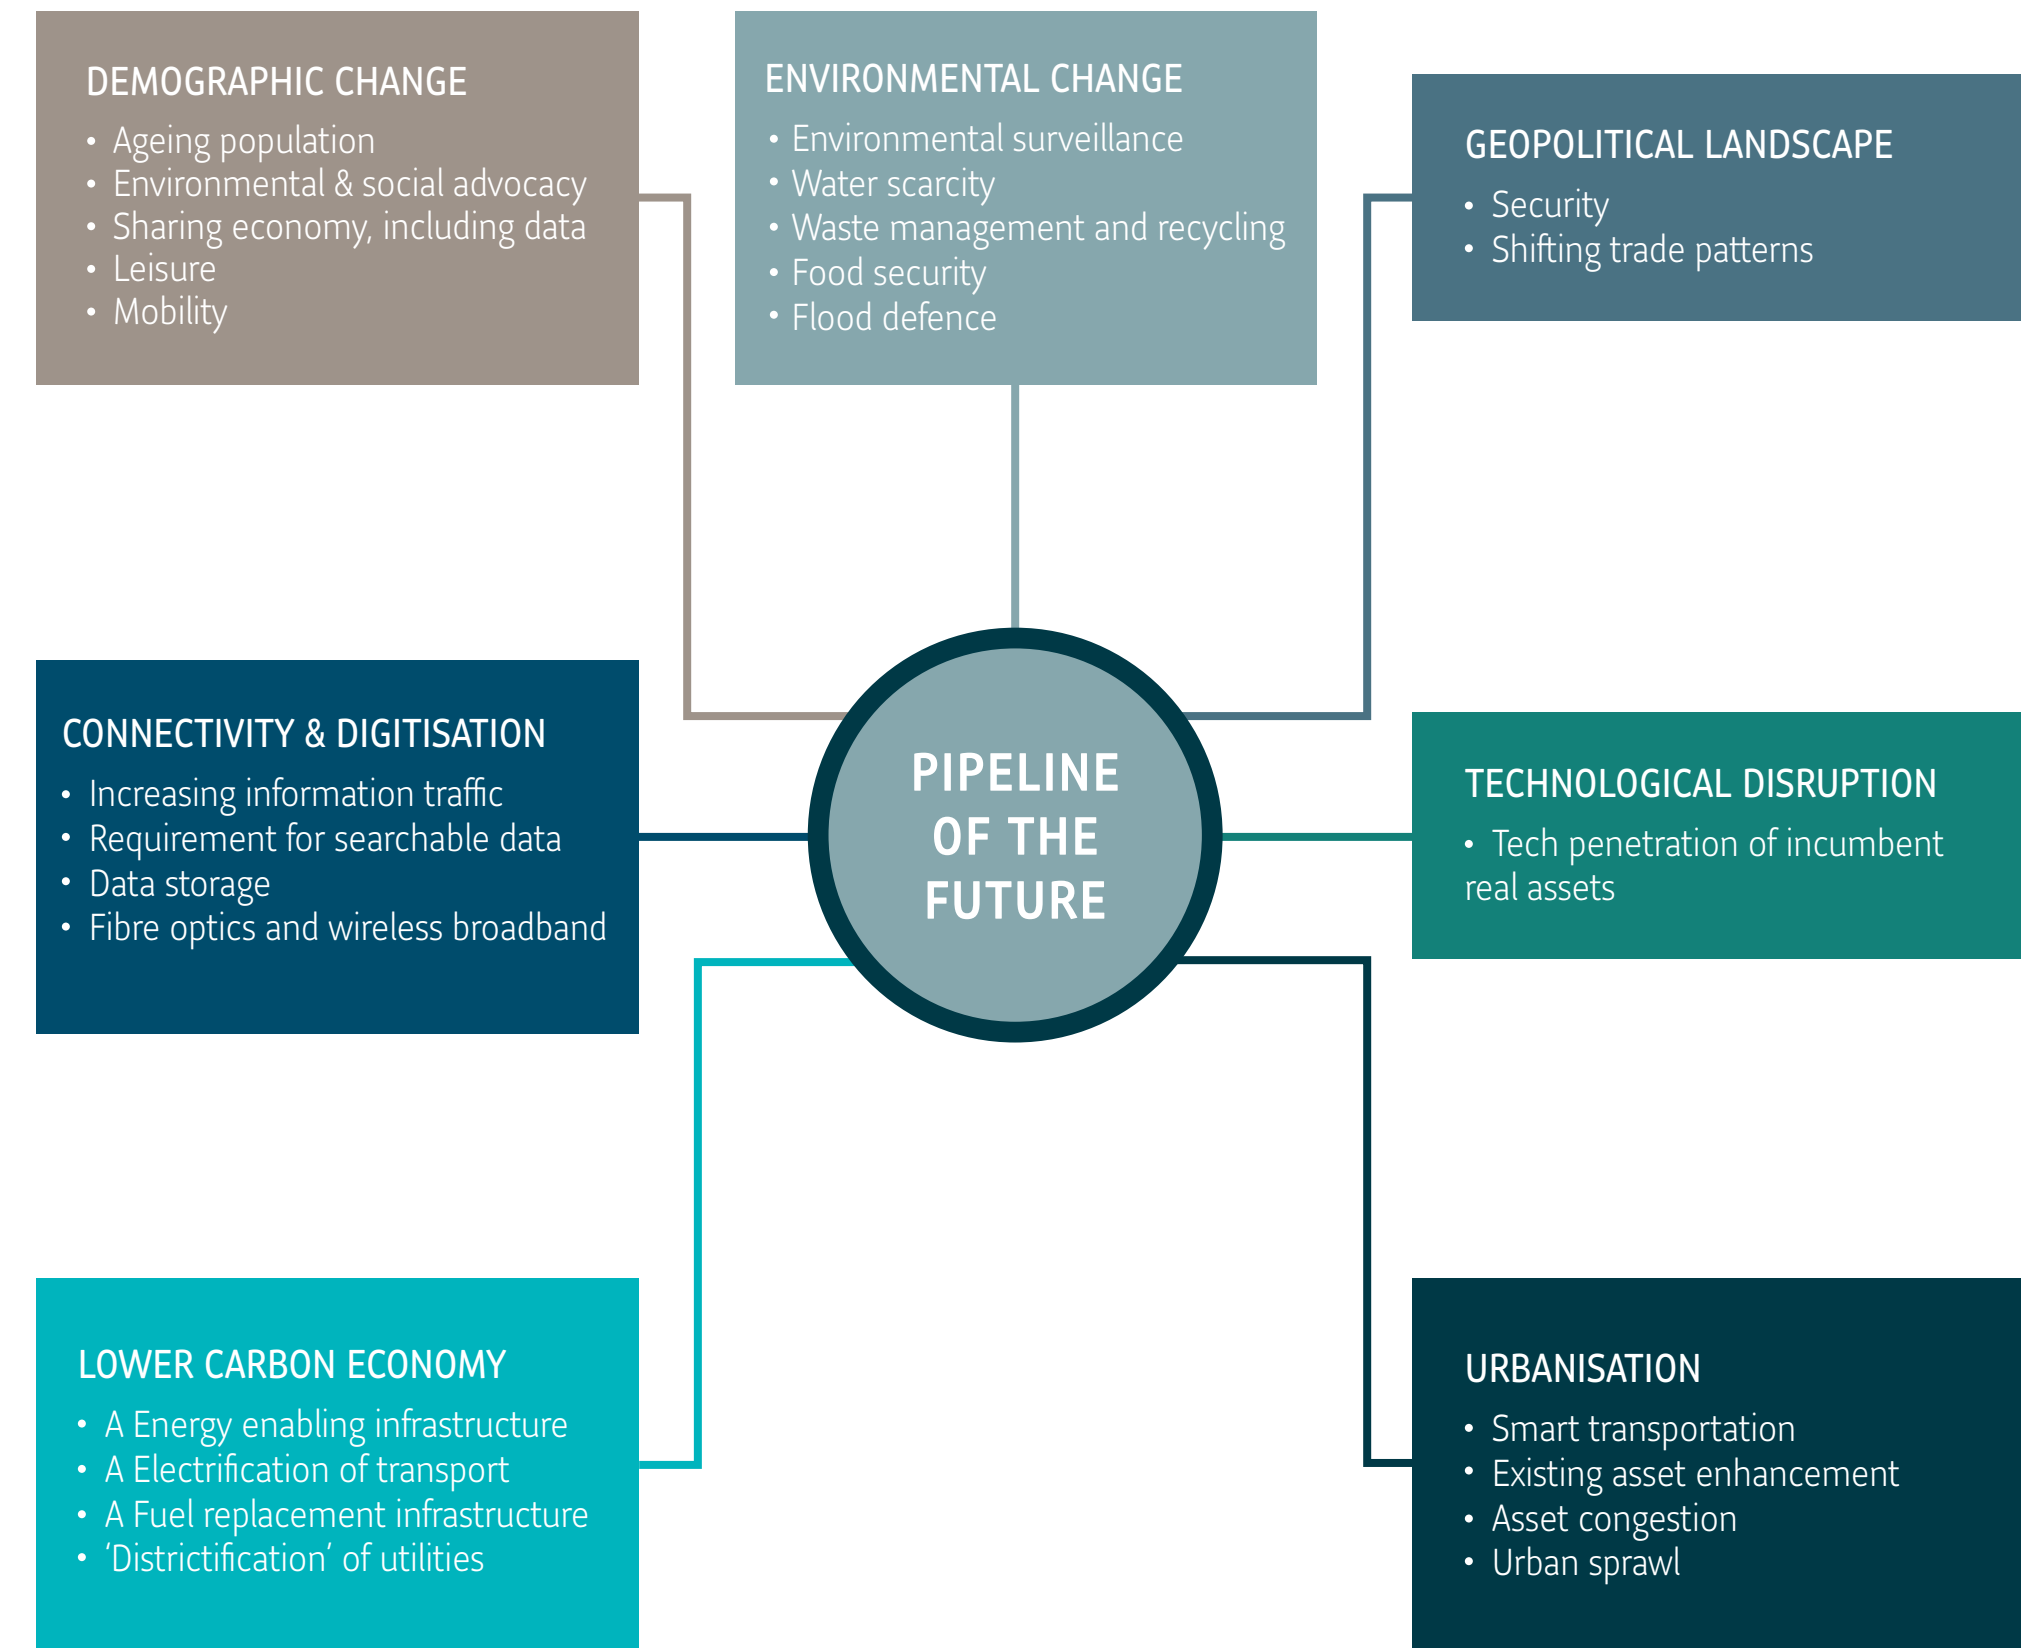 DEMOGRAPHIC CHANGE
• Ageing population
• Environmental & social advocacy
• Sharing economy, including data
• Leisure
• Mobility
ENVIRONMENTAL CHANGE
• Environmental surveillance
• Water scarcity
• Waste management and recycling
• Food security
• Flood defence
GEOPOLITICAL LANDSCAPE
• Security
• Shifting trade patterns
CONNECTIVITY & DIGITISATION
• Increasing information traffic
• Requirement for searchable data
• Data storage
• Fibre optics and wireless broadband
PIPELINE
OF THE
FUTURE
TECHNOLOGICAL DISRUPTION
• Tech penetration of incumbent
real assets
LOWER CARBON ECONOMY
• A Energy enabling infrastructure
• A Electrification of transport
• A Fuel replacement infrastructure
• ‘Districtification‘ of utilities
URBANISATION
• Smart transportation
• Existing asset enhancement
• Asset congestion
• Urban sprawl